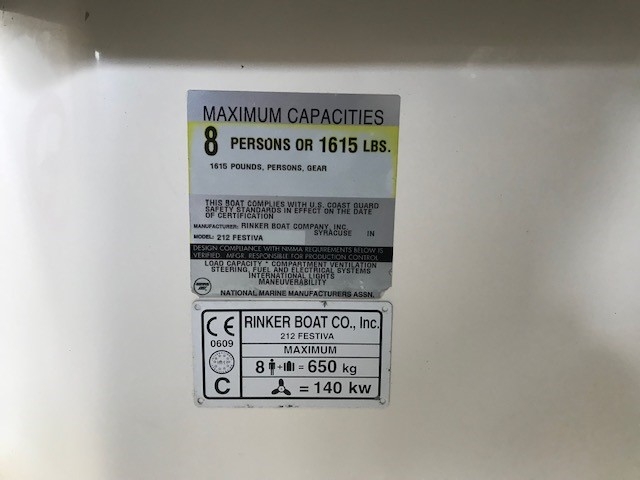 MAXIMUM CAPACITIES
8 PERSONS OR 1615 LBS.
1615 POUNDS, PERSONS, GEAR
THIS BOAT COMPLIES WITH U.S. COAST GUARD
SAFETY STANDARDS IN EFFECT ON THE DATE
OF CERTIFICATION
MANUFACTURER: RINKER BOAT COMPANY, INC.
SYRACUSE IN
MODEL: 212 FESTIVA
DESIGN COMPLIANCE WITH NMMA REQUIREMENTS BELOW IS
VERIFIED. MFGR. RESPONSIBLE FOR PRODUCTION CONTROL
LOAD CAPACITY * COMPARTMENT VENTILATION
STEERING, FUEL AND ELECTRICAL SYSTEMS
INTERNATIONAL LIGHTS
MANEUVERABILITY
NATIONAL MARINE MANUFACTURERS ASSN.
CE
0609
C
RINKER BOAT CO., Inc.
212 FESTIVA
MAXIMUM
8 + = 650 kg
= 140 kw